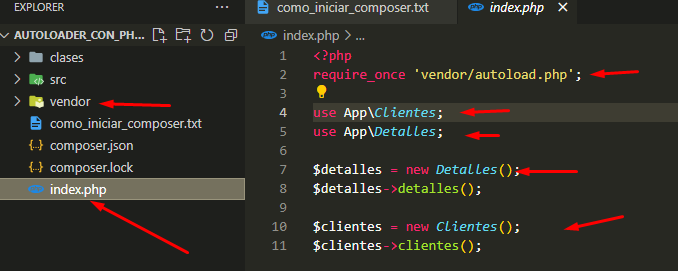 EXPLORER
AUTOLOADER_CON_PH...
clases
src
vendor
como_iniciar_composer.txt
composer.json
composer.lock
index.php
como_iniciar_composer.txt
index.php
index.php > ...
1 <?php
2 require_once 'vendor/autoload.php';
3
4 use App\Clientes;
5 use App\Detalles;
6
7 $detalles = new Detalles();
8 $detalles->detalles();
9
10 $clientes = new Clientes();
11 $clientes->clientes();